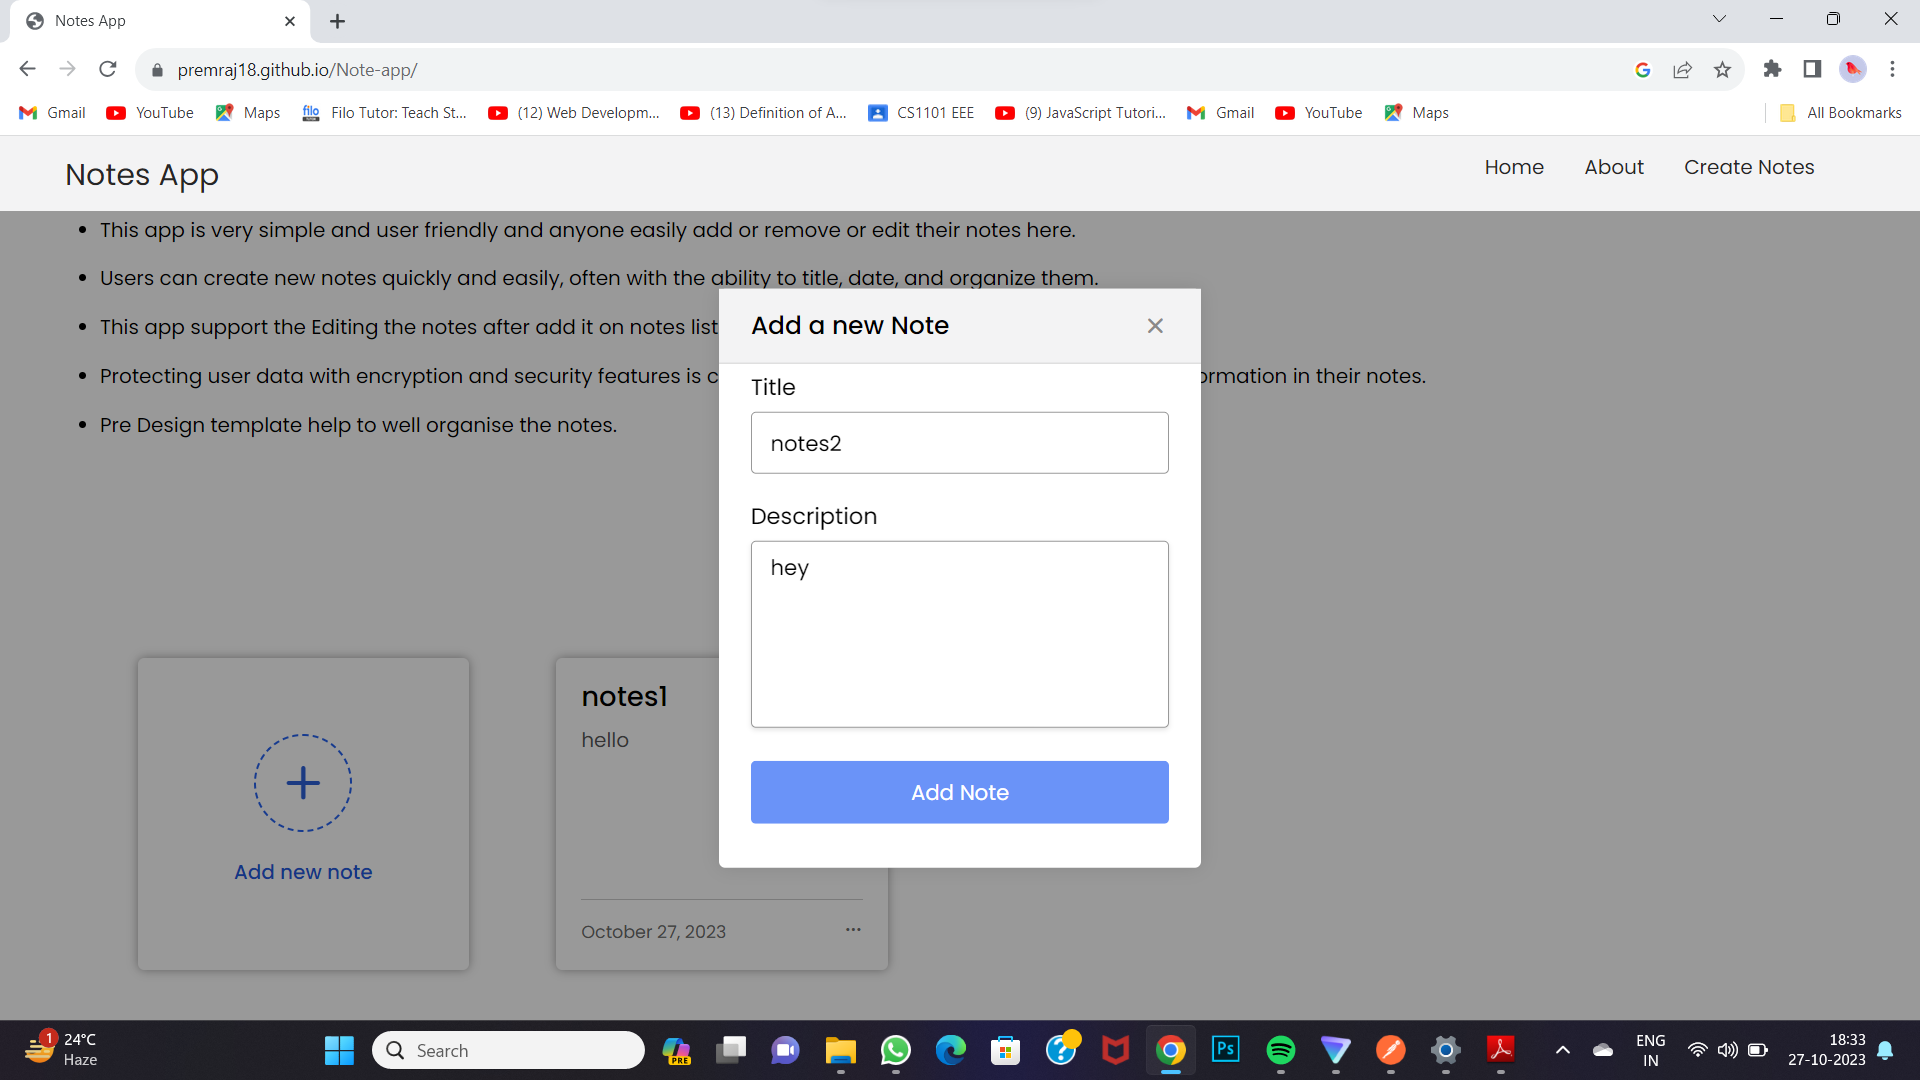 Notes App
premraj18.github.io/Note-app/
Gmail YouTube Maps Filo Tutor: Teach St... (12) Web Developm... (13) Definition of A... CS1101 EEE (9) JavaScript Tutori... Gmail YouTube Maps All Bookmarks
Notes App Home About Create Notes
This app is very simple and user friendly and anyone easily add or remove or edit their notes here.
Users can create new notes quickly and easily, often with the ability to title, date, and organize them.
This app support the Editing the notes after add it on notes list
Protecting user data with encryption and security features is c ormation in their notes.
Pre Design template help to well organise the notes.
Add a new Note
Title
notes2
Description
hey
Add Note
Add new note
notes1
hello
October 27, 2023
1 24°C
Haze
Search
PRE
Ps
ENG
IN
18:33
27-10-2023